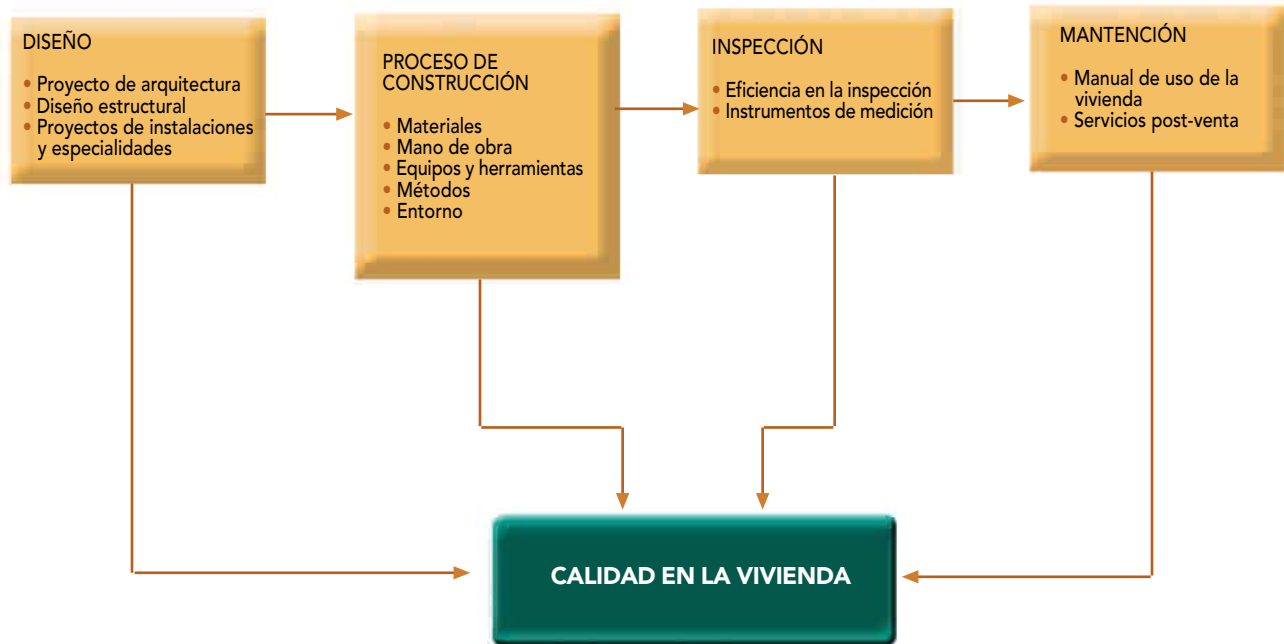 DISEÑO
• Proyecto de arquitectura
• Diseño estructural
• Proyectos de instalaciones
y especialidades
PROCESO DE
CONSTRUCCIÓN
• Materiales
• Mano de obra
• Equipos y herramientas
• Métodos
• Entorno
INSPECCIÓN
• Eficiencia en la inspección
• Instrumentos de medición
MANTENCIÓN
• Manual de uso de la
vivienda
• Servicios post-venta
CALIDAD EN LA VIVIENDA